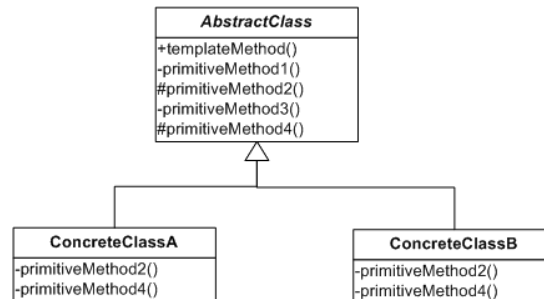 AbstractClass
+templateMethod()
-primitiveMethod1()
#primitiveMethod2()
-primitiveMethod3()
#primitiveMethod4()
ConcreteClassA
-primitiveMethod2()
-primitiveMethod4()
ConcreteClassB
-primitiveMethod2()
-primitiveMethod4()